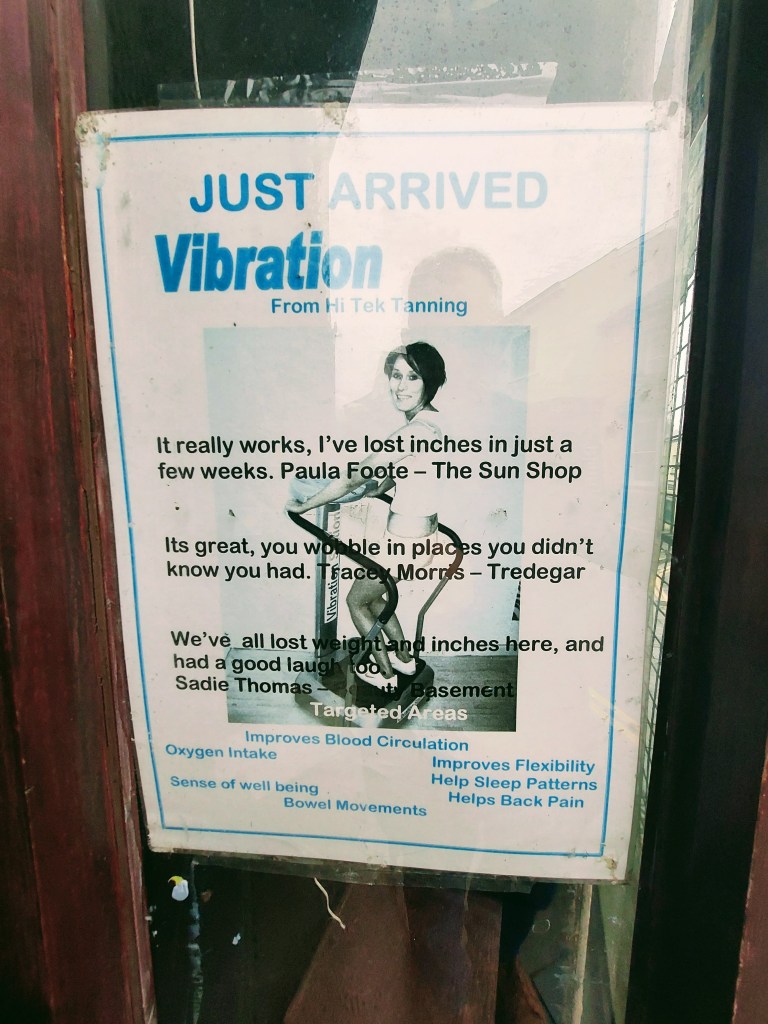 JUST ARRIVED
Vibration
From Hi Tek Tanning
It really works, I've lost inches in just a
few weeks. Paula Foote – The Sun Shop
Its great, you wobble in places you didn't
know you had. Tracey Morris – Tredegar
Vibration
We've all lost weight and inches here, and
had a good laugh too.
Sadie Thomas – Beauty Basement
Targeted Areas
Improves Blood Circulation
Oxygen Intake
Improves Flexibility
Help Sleep Patterns
Sense of well being
Helps Back Pain
Bowel Movements